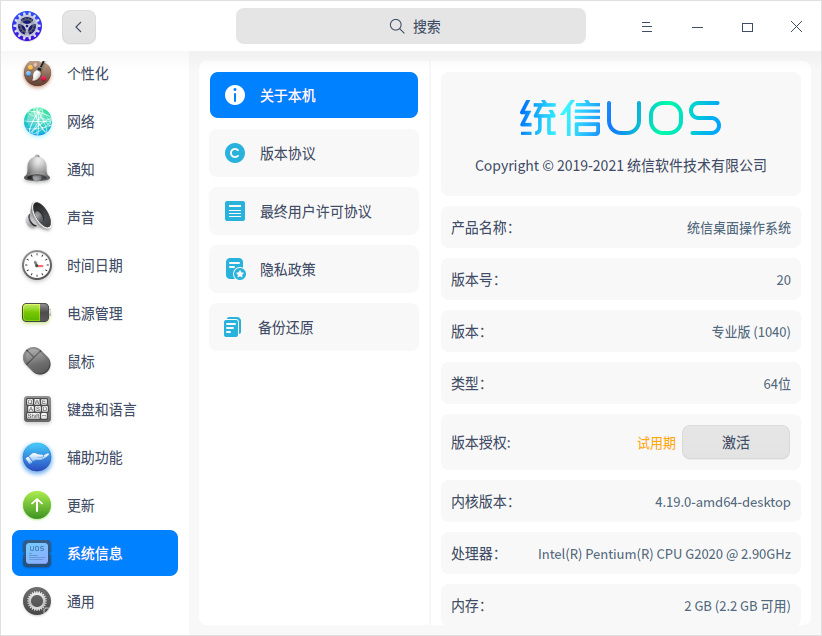 搜索
个性化
网络
通知
声音
时间日期
电源管理
鼠标
键盘和语言
辅助功能
更新
系统信息
通用
关于本机
版本协议
最终用户许可协议
隐私政策
备份还原
统信UOS
Copyright © 2019-2021 统信软件技术有限公司
产品名称： 统信桌面操作系统
版本号： 20
版本： 专业版 (1040)
类型： 64位
版本授权: 试用期 激活
内核版本： 4.19.0-amd64-desktop
处理器： Intel(R) Pentium(R) CPU G2020 @ 2.90GHz
内存： 2 GB (2.2 GB 可用)